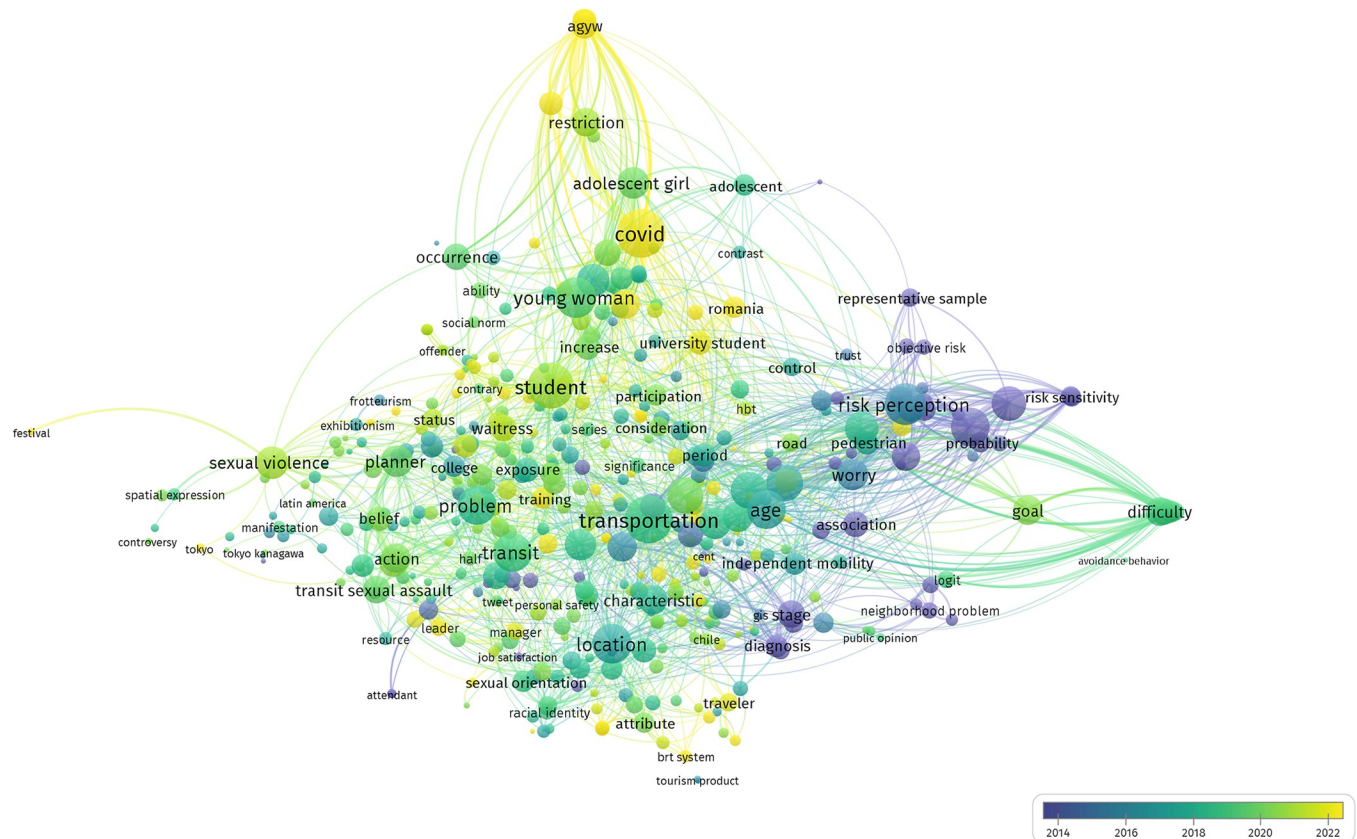 agyw
restriction
adolescent girl
adolescent
covid
contrast
occurrence
ability
young woman
representative sample
romania
social norm
increase
university student
objective risk
offender
trust
control
contrary
student
participation
risk sensitivity
frotteurism
hbt
risk perception
exhibitionism
status
waitress
series
consideration
festival
road
pedestrian
probability
sexual violence
planner
college
exposure
significance
period
worry
spatial expression
latin america
problem
training
age
goal
difficulty
manifestation
belief
transportation
association
controversy
tokyo
tokyo kanagawa
action
half
transit
cent
independent mobility
avoidance behavior
transit sexual assault
logit
tweet
personal safety
characteristic
gis
stage
neighborhood problem
resource
leader
manager
location
chile
diagnosis
public opinion
job satisfaction
attendant
sexual orientation
racial identity
traveler
attribute
brt system
tourism product
2014
2016
2018
2020
2022